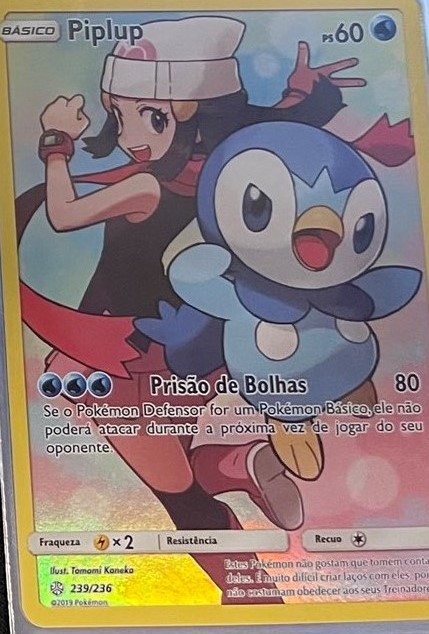 BÁSICO Piplup PS60
Prisão de Bolhas 80
Se o Pokémon Defensor for um Pokémon Básico, ele não
poderá atacar durante a próxima vez de jogar do seu
oponente.
Fraqueza ×2 Resistência Recuo
Ilust. Tomomi Kaneko
239/236
©2019 Pokémon
Estes Pokémon não gostam que tomem conta
deles. É muito difícil criar laços com eles, po
não costumam obedecer aos seus Treinadore